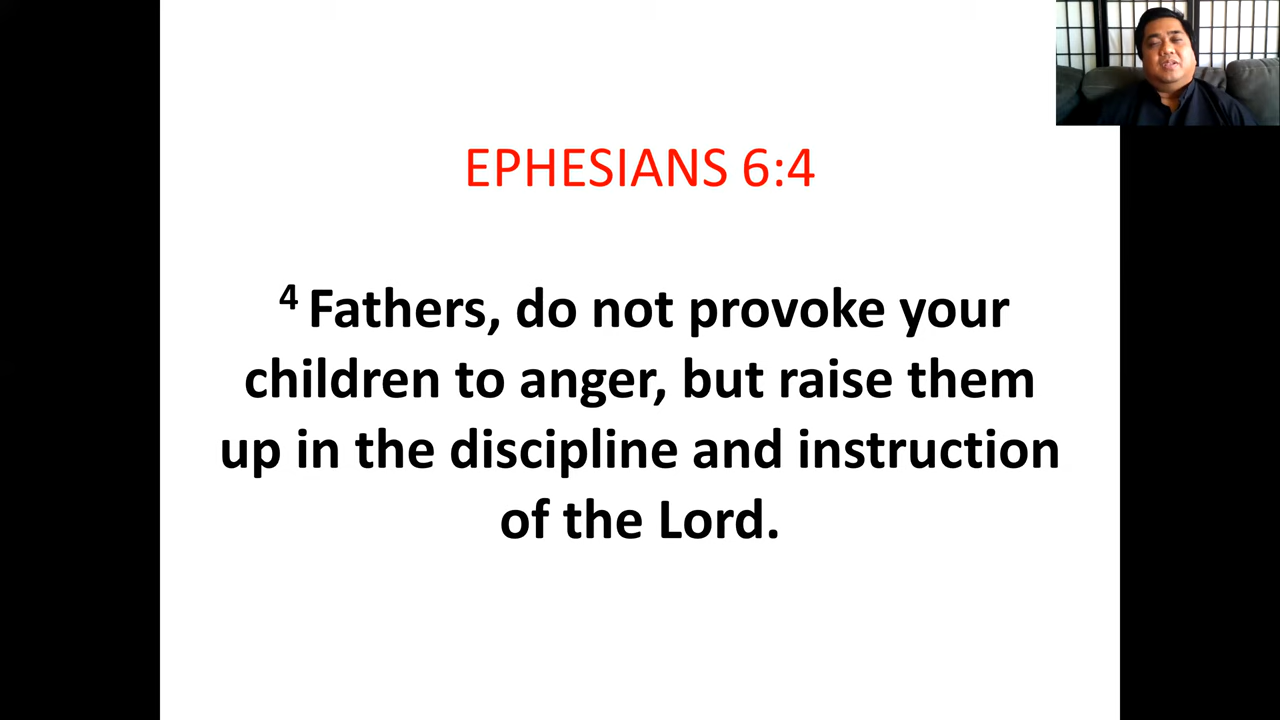 EPHESIANS 6:4
4 Fathers, do not provoke your
children to anger, but raise them
up in the discipline and instruction
of the Lord.